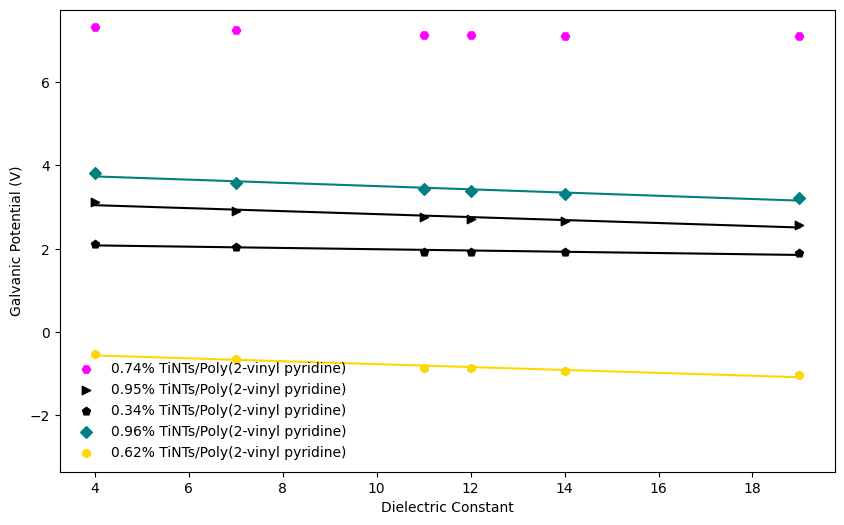 6
4
2
0
−2
Galvanic Potential (V)
0.74% TiNTs/Poly(2-vinyl pyridine)
0.95% TiNTs/Poly(2-vinyl pyridine)
0.34% TiNTs/Poly(2-vinyl pyridine)
0.96% TiNTs/Poly(2-vinyl pyridine)
0.62% TiNTs/Poly(2-vinyl pyridine)
4 6 8 10 12 14 16 18
Dielectric Constant